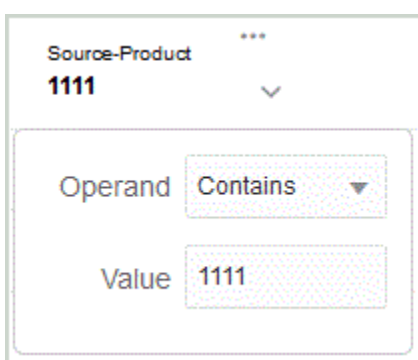 Source-Product
1111
Operand Contains
Value 1111